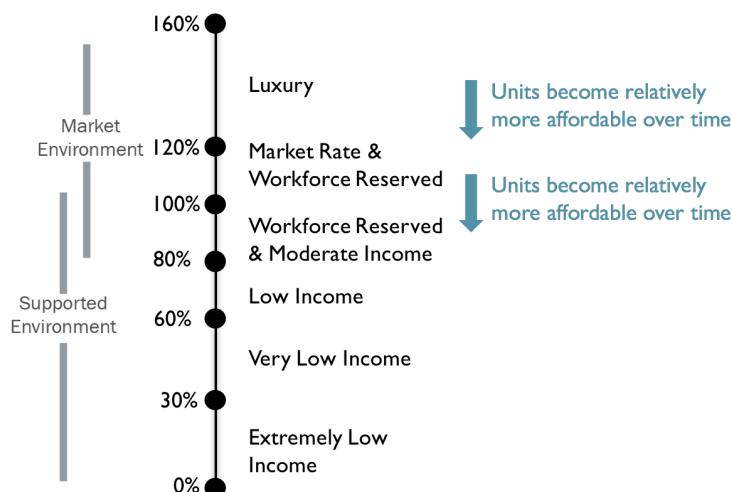 160%
Luxury
Units become relatively
more affordable over time
Market
Environment
120%
Market Rate &
Workforce Reserved
Units become relatively
more affordable over time
100%
Workforce Reserved
& Moderate Income
80%
Low Income
Supported
Environment
60%
Very Low Income
30%
Extremely Low
Income
0%